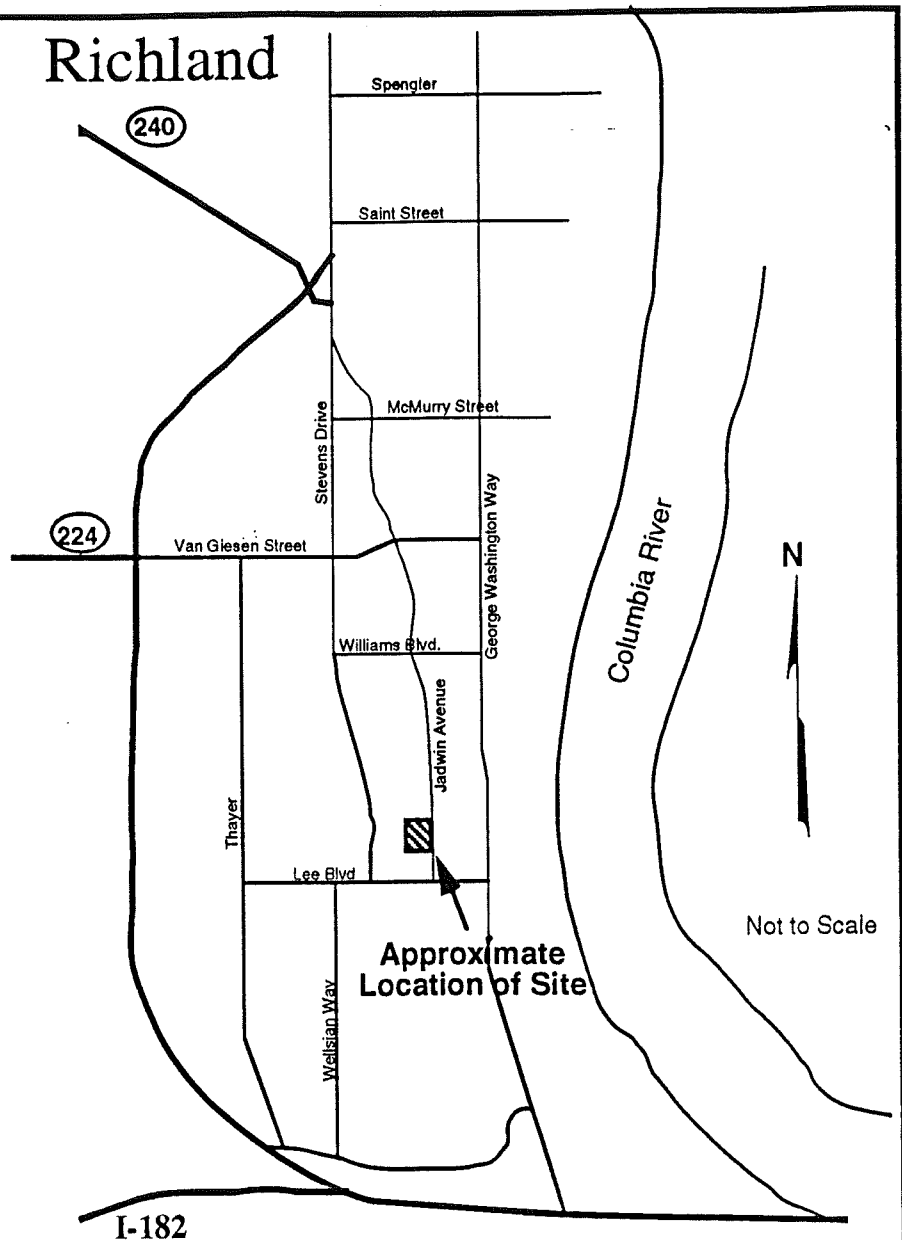 Richland
240
Spengler
Saint Street
McMurry Street
Stevens Drive
George Washington Way
224
Van Giesen Street
Columbia River
N
Williams Blvd.
Jadwin Avenue
Thayer
Lee Blvd
Not to Scale
Approximate
Location of Site
Wellsian Way
I-182